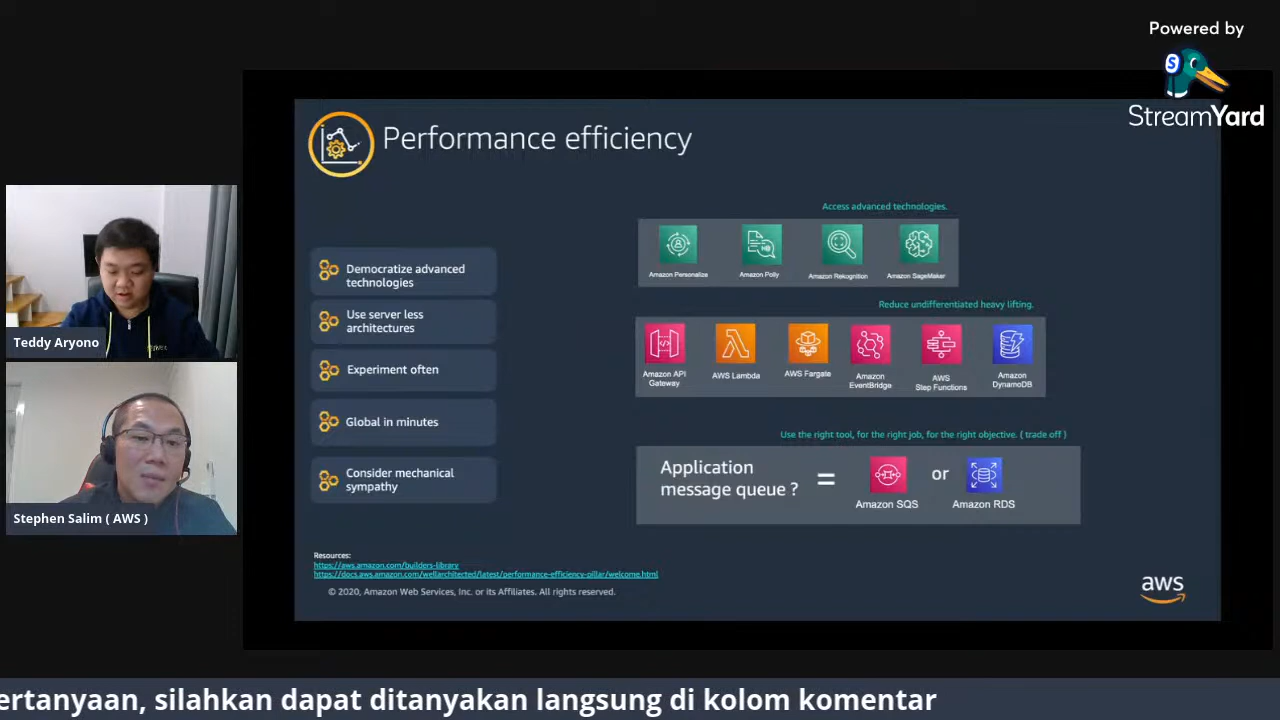 Powered by
S
StreamYard
Performance efficiency
Democratize advanced
technologies
Use server less
architectures
Experiment often
Global in minutes
Consider mechanical
sympathy
Access advanced technologies.
Amazon Personalize
Amazon Polly
Amazon Rekognition
Amazon SageMaker
Reduce undifferentiated heavy lifting.
Amazon API
Gateway
AWS Lambda
AWS Fargate
Amazon
EventBridge
AWS
Step Functions
Amazon
DynamoDB
Use the right tool, for the right job, for the right objective. ( trade off )
Application
message queue ?
=
Amazon SQS
or
Amazon RDS
Resources:
https://aws.amazon.com/builders-library
https://docs.aws.amazon.com/wellarchitected/latest/performance-efficiency-pillar/welcome.html
© 2020, Amazon Web Services, Inc. or its Affiliates. All rights reserved.
aws
Teddy Aryono
Stephen Salim ( AWS )
ertanyaan, silahkan dapat ditanyakan langsung di kolom komentar